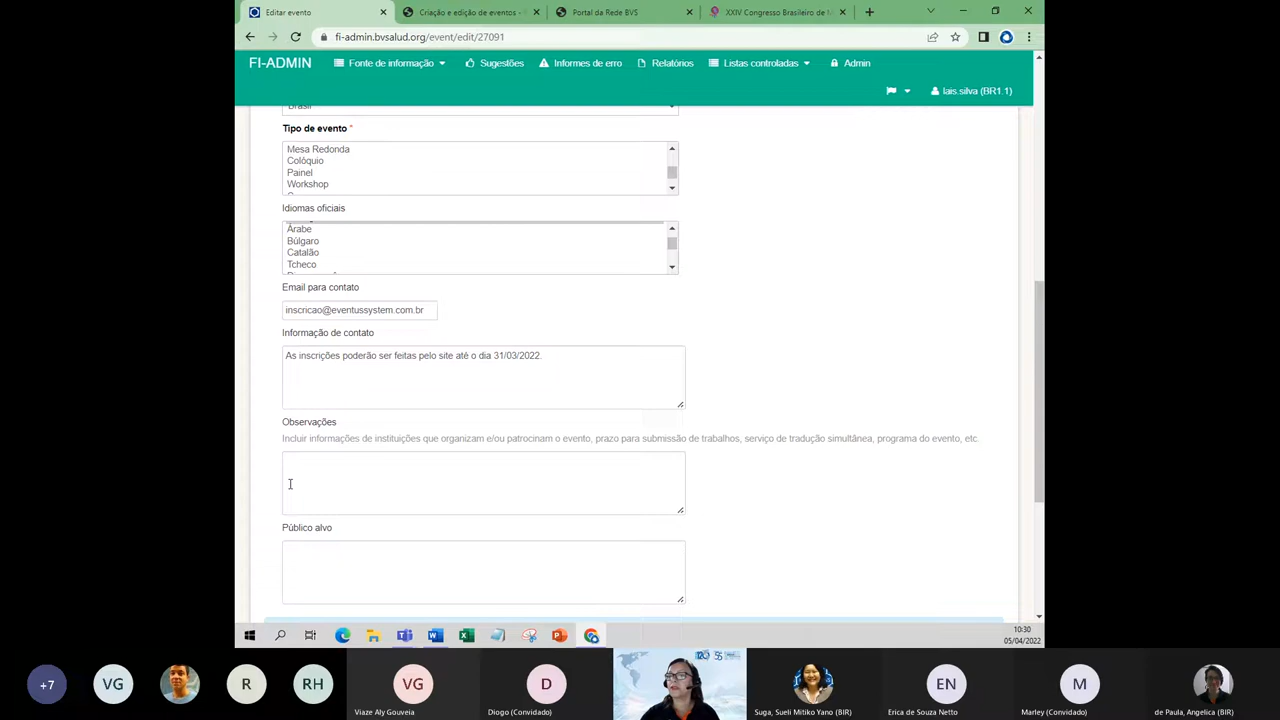 Editar evento
Criação e edição de eventos -
Portal da Rede BVS
XXIV Congresso Brasileiro de M
fi-admin.bvsalud.org/event/edit/27091
FI-ADMIN
Fonte de informação
Sugestões
Informes de erro
Relatórios
Listas controladas
Admin
lais.silva (BR1.1)
Brasil
Tipo de evento *
Mesa Redonda
Colóquio
Painel
Workshop
Idiomas oficiais
Árabe
Búlgaro
Catalão
Tcheco
Email para contato
inscricao@eventussystem.com.br
Informação de contato
As inscrições poderão ser feitas pelo site até o dia 31/03/2022.
Observações
Incluir informações de instituições que organizam e/ou patrocinam o evento, prazo para submissão de trabalhos, serviço de tradução simultânea, programa do evento, etc.
Público alvo
10:30
05/04/2022
+7
VG
R
RH
VG
Viaze Aly Gouveia
D
Diogo (Convidado)
Suga, Sueli Mitiko Yano (BIR)
EN
Erica de Souza Netto
M
Marley (Convidado)
de Paula, Angelica (BIR)